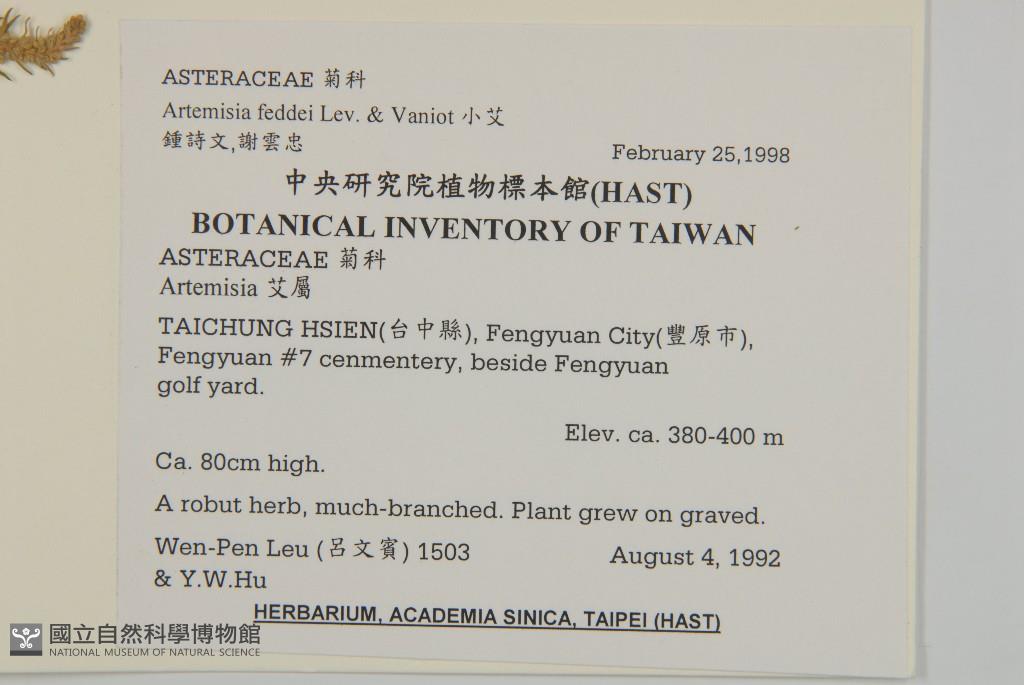 ASTERACEAE 菊科
Artemisia feddei Lev. & Vaniot 小艾
鍾詩文,謝雲忠
February 25,1998
中央研究院植物標本館(HAST)
BOTANICAL INVENTORY OF TAIWAN
ASTERACEAE 菊科
Artemisia 艾屬
TAICHUNG HSIEN(台中縣), Fengyuan City(豐原市),
Fengyuan #7 cenmentery, beside Fengyuan
golf yard.
Elev. ca. 380-400 m
Ca. 80cm high.
A robut herb, much-branched. Plant grew on graved.
Wen-Pen Leu (呂文賓) 1503 August 4, 1992
& Y.W.Hu
HERBARIUM, ACADEMIA SINICA, TAIPEI (HAST)
國立自然科學博物館
NATIONAL MUSEUM OF NATURAL SCIENCE